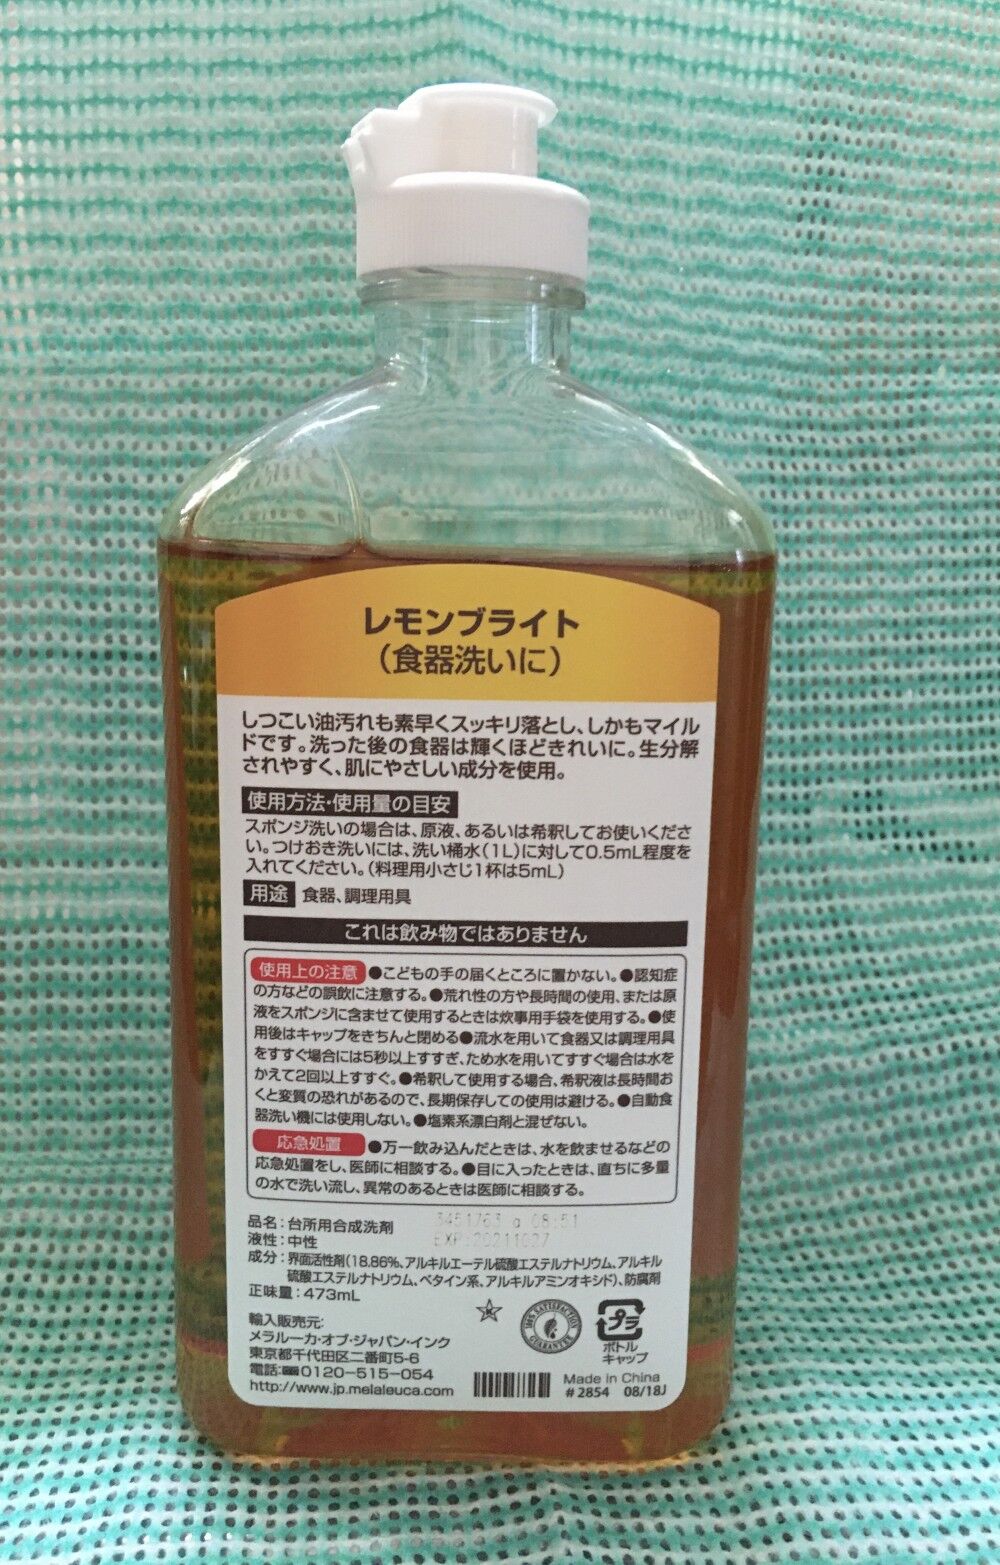 レモンブライト
（食器洗いに）
しつこい油汚れも素早くスッキリ落とし、しかもマイル
ドです。洗った後の食器は輝くほどきれいに。生分解
されやすく、肌にやさしい成分を使用。
使用方法・使用量の目安
スポンジ洗いの場合は、原液、あるいは希釈してお使いくださ
い。つけおき洗いには、洗い桶水（1L）に対して0.5mL程度を
入れてください。（料理用小さじ1杯は5mL）
用途 食器、調理用具
これは飲み物ではありません
使用上の注意 ●こどもの手の届くところに置かない。●認知症
の方などの誤飲に注意する。●荒れ性の方や長時間の使用、または原
液をスポンジに含ませて使用するときは炊事用手袋を使用する。●使
用後はキャップをきちんと閉める●流水を用いて食器又は調理用具
をすすぐ場合には5秒以上すすぎ、ため水を用いてすすぐ場合は水を
かえて2回以上すすぐ。●希釈して使用する場合、希釈液は長時間お
くと変質の恐れがあるので、長期保存しての使用は避ける。●自動食
器洗い機には使用しない。●塩素系漂白剤と混ぜない。
応急処置 ●万一飲み込んだときは、水を飲ませるなどの
応急処置をし、医師に相談する。●目に入ったときは、直ちに多量
の水で洗い流し、異常のあるときは医師に相談する。
品名：台所用合成洗剤
液性：中性
EXP:20211027
成分：界面活性剤（18.86%、アルキルエーテル硫酸エステルナトリウム、アルキル
硫酸エステルナトリウム、ベタイン系、アルキルアミンオキシド）、防腐剤
正味量：473mL
輸入販売元:
メラルーカ・オブ・ジャパン・インク
東京都千代田区二番町5-6
電話:0120-515-054
http://www.jp.melaleuca.com
100% SATISFACTION GUARANTEE
プラ
ボトル
キャップ
Made In China
#2854 08/18J